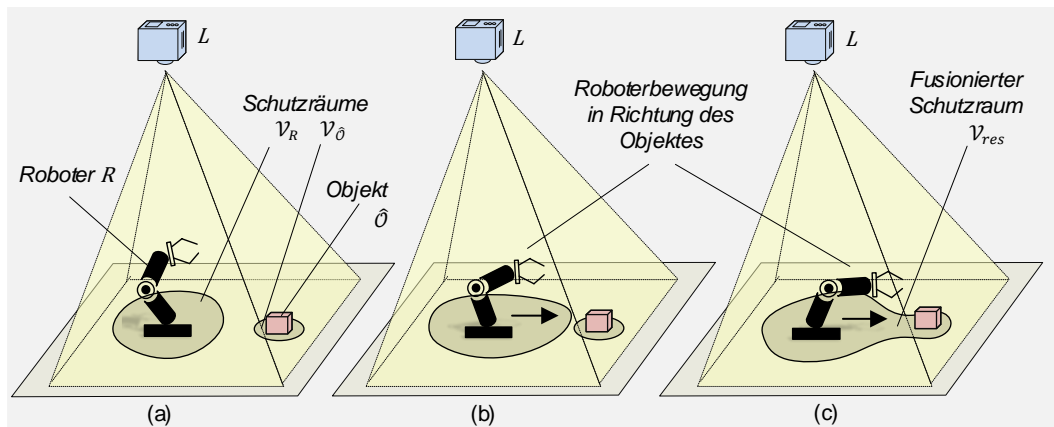 L
Schutzräume
𝒱_R 𝒱_Ô
Roboter R
Objekt
Ô
(a)
L
Roboterbewegung
in Richtung des
Objektes
(b)
L
Fusionierter
Schutzraum
𝒱_res
(c)